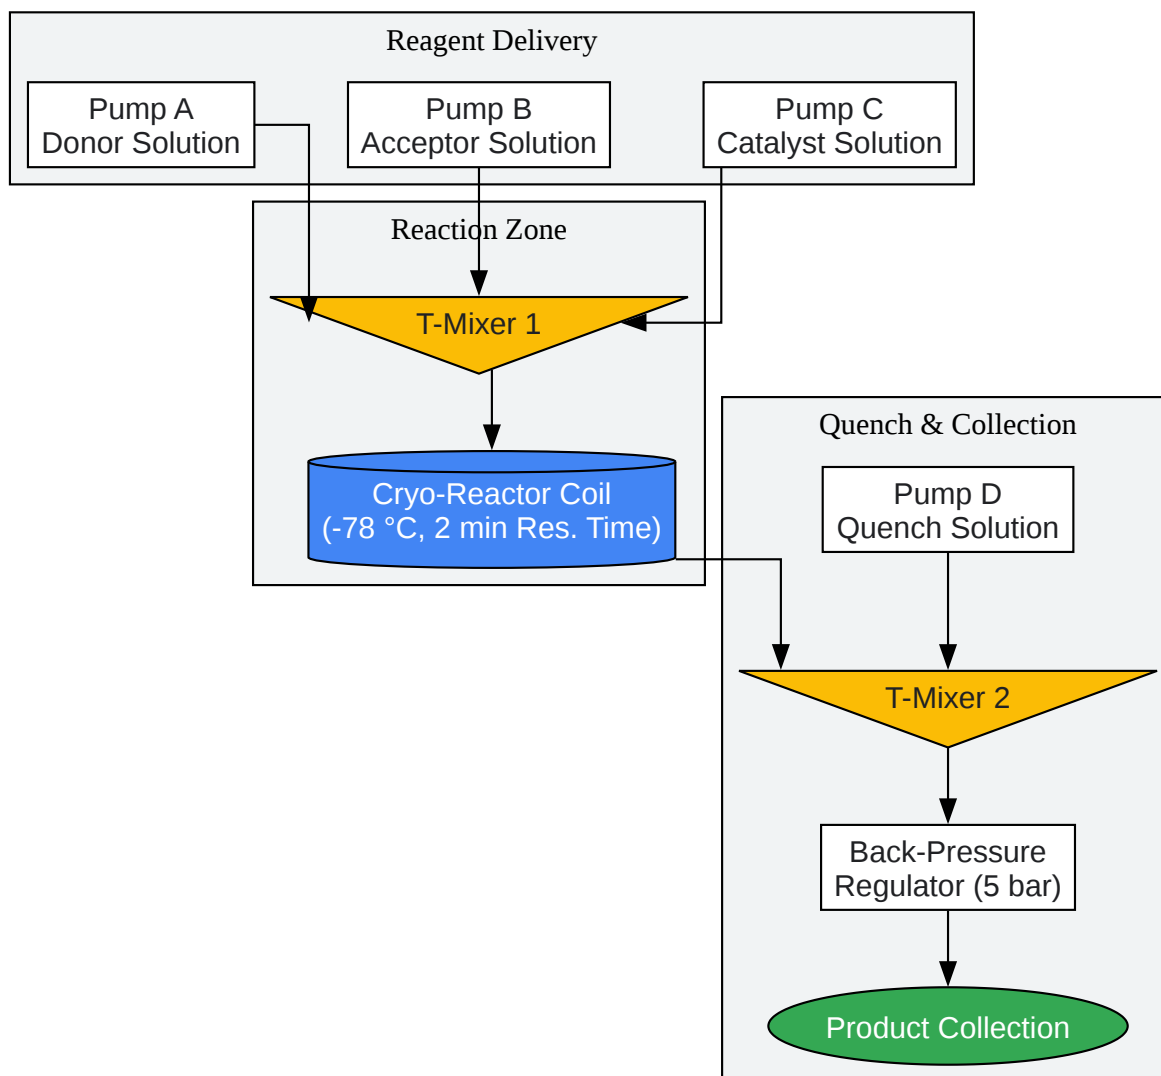 Reagent Delivery
Pump A
Donor Solution
Pump B
Acceptor Solution
Pump C
Catalyst Solution
Reaction Zone
T-Mixer 1
Cryo-Reactor Coil
(-78 °C, 2 min Res. Time)
Quench & Collection
Pump D
Quench Solution
T-Mixer 2
Back-Pressure
Regulator (5 bar)
Product Collection